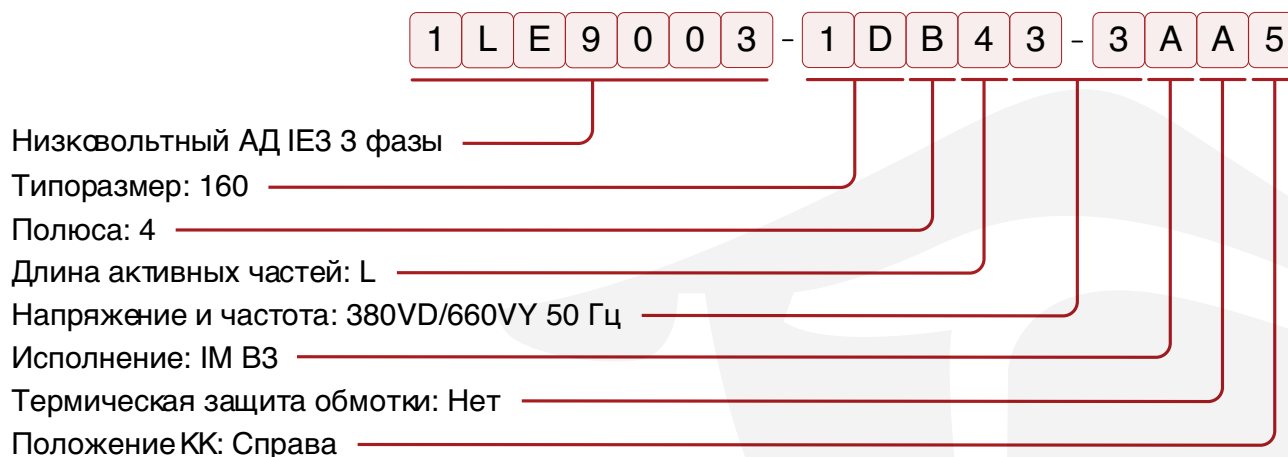 1LE9003-1DB43-3AA5
Низковольтный АД IE3 3 фазы
Типоразмер: 160
Полюса: 4
Длина активных частей: L
Напряжение и частота: 380VD/660VY 50 Гц
Исполнение: IM B3
Термическая защита обмотки: Нет
Положение КК: Справа